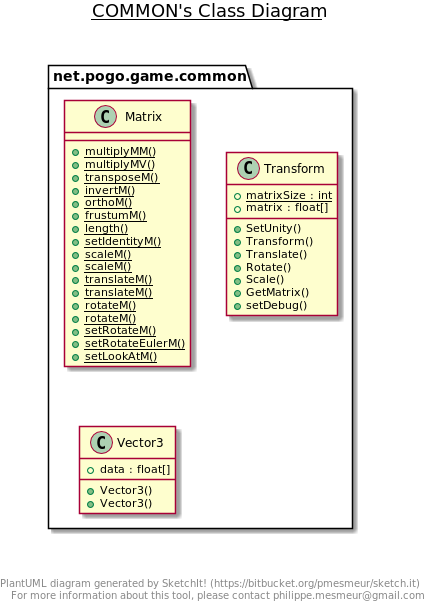 COMMON's Class Diagram
net.pogo.game.common
C Matrix
multiplyMM()
multiplyMV()
transposeM()
invertM()
orthoM()
frustumM()
length()
setIdentityM()
scaleM()
scaleM()
translateM()
translateM()
rotateM()
rotateM()
setRotateM()
setRotateEulerM()
setLookAtM()
C Transform
matrixSize : int
matrix : float[]
SetUnity()
Transform()
Translate()
Rotate()
Scale()
GetMatrix()
setDebug()
C Vector3
data : float[]
Vector3()
Vector3()
PlantUML diagram generated by SketchIt! (https://bitbucket.org/pmesmeur/sketch.it)
For more information about this tool, please contact philippe.mesmeur@gmail.com